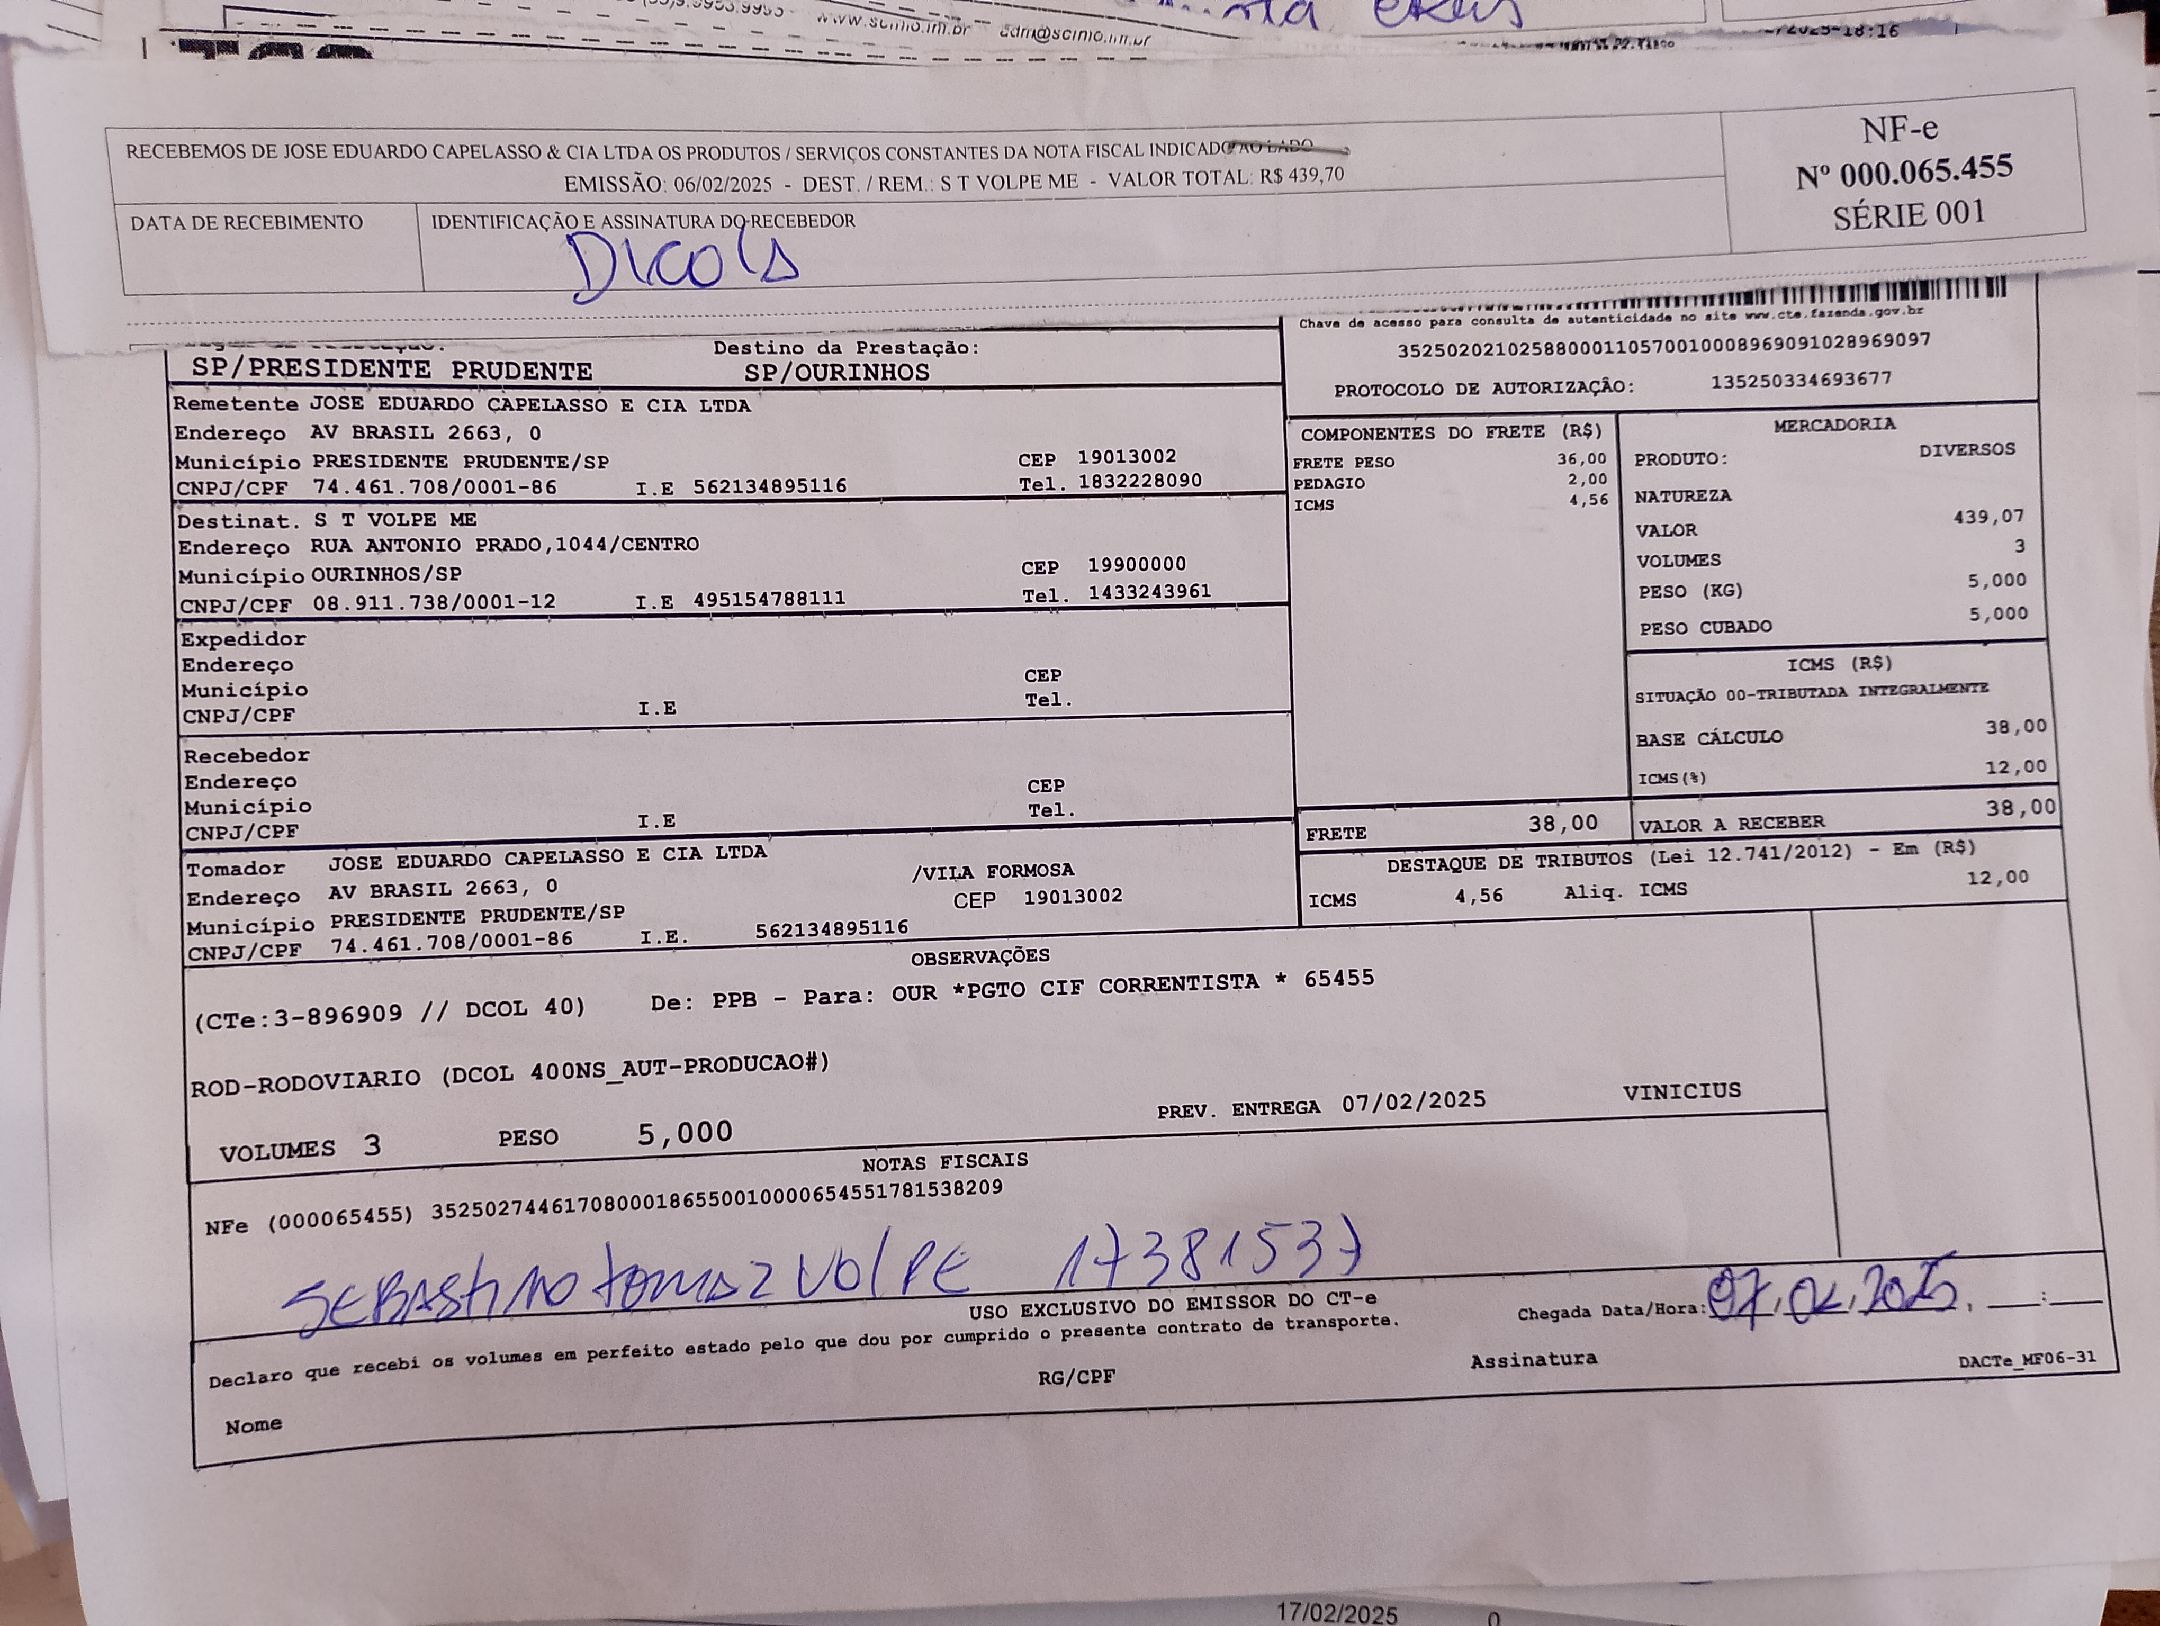 www.scinio.im.br
2025-18:16
RECEBEMOS DE JOSE EDUARDO CAPELASSO & CIA LTDA OS PRODUTOS / SERVIÇOS CONSTANTES DA NOTA FISCAL INDICADO AO LADO
EMISSÃO: 06/02/2025 - DEST. / REM.: S T VOLPE ME - VALOR TOTAL: R$ 439,70
NF-e
Nº 000.065.455
SÉRIE 001
DATA DE RECEBIMENTO
IDENTIFICAÇÃO E ASSINATURA DO RECEBEDOR
Destino da Prestação:
SP/PRESIDENTE PRUDENTE SP/OURINHOS
Chave de acesso para consulta de autenticidade no site www.cte.fazenda.gov.br
35250202102588000110570010008969091028969097
PROTOCOLO DE AUTORIZAÇÃO: 135250334693677
Remetente JOSE EDUARDO CAPELASSO E CIA LTDA
Endereço AV BRASIL 2663, 0
Município PRESIDENTE PRUDENTE/SP CEP 19013002
CNPJ/CPF 74.461.708/0001-86 I.E 562134895116 Tel. 1832228090
Destinat. S T VOLPE ME
Endereço RUA ANTONIO PRADO,1044/CENTRO
Município OURINHOS/SP CEP 19900000
CNPJ/CPF 08.911.738/0001-12 I.E 495154788111 Tel. 1433243961
Expedidor
Endereço
Município CEP
CNPJ/CPF I.E Tel.
Recebedor
Endereço
Município CEP
CNPJ/CPF I.E Tel.
Tomador JOSE EDUARDO CAPELASSO E CIA LTDA
Endereço AV BRASIL 2663, 0 /VILA FORMOSA
Município PRESIDENTE PRUDENTE/SP CEP 19013002
CNPJ/CPF 74.461.708/0001-86 I.E. 562134895116
COMPONENTES DO FRETE (R$)
FRETE PESO 36,00
PEDAGIO 2,00
ICMS 4,56
FRETE 38,00
MERCADORIA
PRODUTO: DIVERSOS
NATUREZA
VALOR 439,07
VOLUMES 3
PESO (KG) 5,000
PESO CUBADO 5,000
ICMS (R$)
SITUAÇÃO 00-TRIBUTADA INTEGRALMENTE
BASE CÁLCULO 38,00
ICMS(%) 12,00
VALOR A RECEBER 38,00
DESTAQUE DE TRIBUTOS (Lei 12.741/2012) - Em (R$)
ICMS 4,56 Aliq. ICMS 12,00
OBSERVAÇÕES
(CTe:3-896909 // DCOL 40) De: PPB - Para: OUR *PGTO CIF CORRENTISTA * 65455
ROD-RODOVIARIO (DCOL 400NS_AUT-PRODUCAO#)
VOLUMES 3 PESO 5,000 PREV. ENTREGA 07/02/2025 VINICIUS
NOTAS FISCAIS
NFe (000065455) 35250274461708000186550010000654551781538209
SEBASTIAO TOMAZ VOLPE 17381537
USO EXCLUSIVO DO EMISSOR DO CT-e
Chegada Data/Hora: 07.02.2025, __:__
Declaro que recebi os volumes em perfeito estado pelo que dou por cumprido o presente contrato de transporte.
Nome RG/CPF Assinatura DACTe_MF06-31
17/02/2025 0